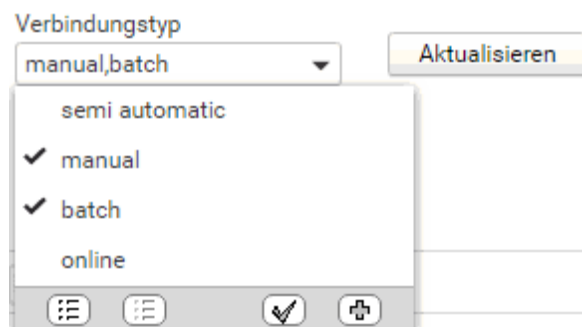 Verbindungstyp
manual,batch
Aktualisieren
semi automatic
manual
batch
online